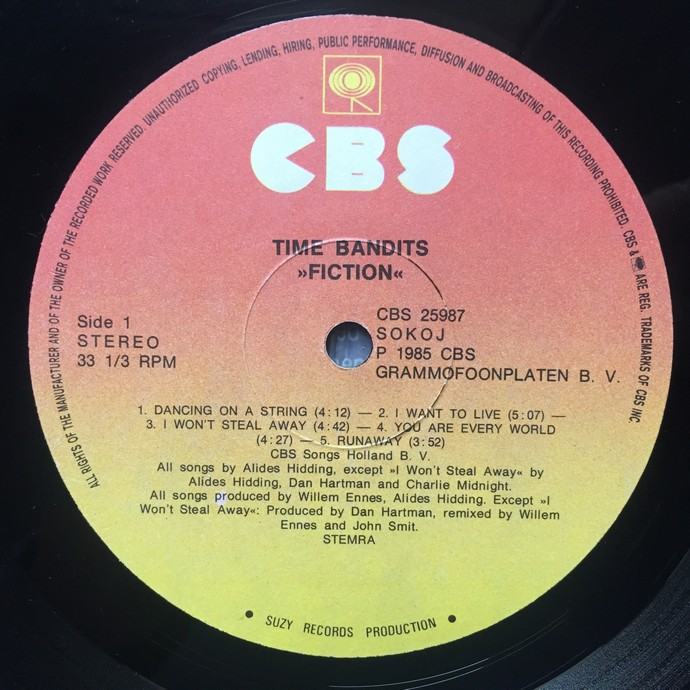 ALL RIGHTS OF THE MANUFACTURER AND OF THE OWNER OF THE RECORDED WORK RESERVED. UNAUTHORIZED COPYING, LENDING, HIRING, PUBLIC PERFORMANCE, DIFFUSION AND BROADCASTING OF THIS RECORDING PROHIBITED. CBS & ARE REG. TRADEMARKS OF CBS INC.
CBS
TIME BANDITS
»FICTION«
Side 1
STEREO
33 1/3 RPM
CBS 25987
SOKOJ
P 1985 CBS
GRAMMOFOONPLATEN B. V.
1. DANCING ON A STRING (4:12) — 2. I WANT TO LIVE (5:07) —
3. I WON'T STEAL AWAY (4:42) — 4. YOU ARE EVERY WORLD
(4:27) — 5. RUNAWAY (3:52)
CBS Songs Holland B. V.
All songs by Alides Hidding, except »I Won't Steal Away« by
Alides Hidding, Dan Hartman and Charlie Midnight.
All songs produced by Willem Ennes, Alides Hidding. Except »I
Won't Steal Away«: Produced by Dan Hartman, remixed by Willem
Ennes and John Smit.
STEMRA
• SUZY RECORDS PRODUCTION •